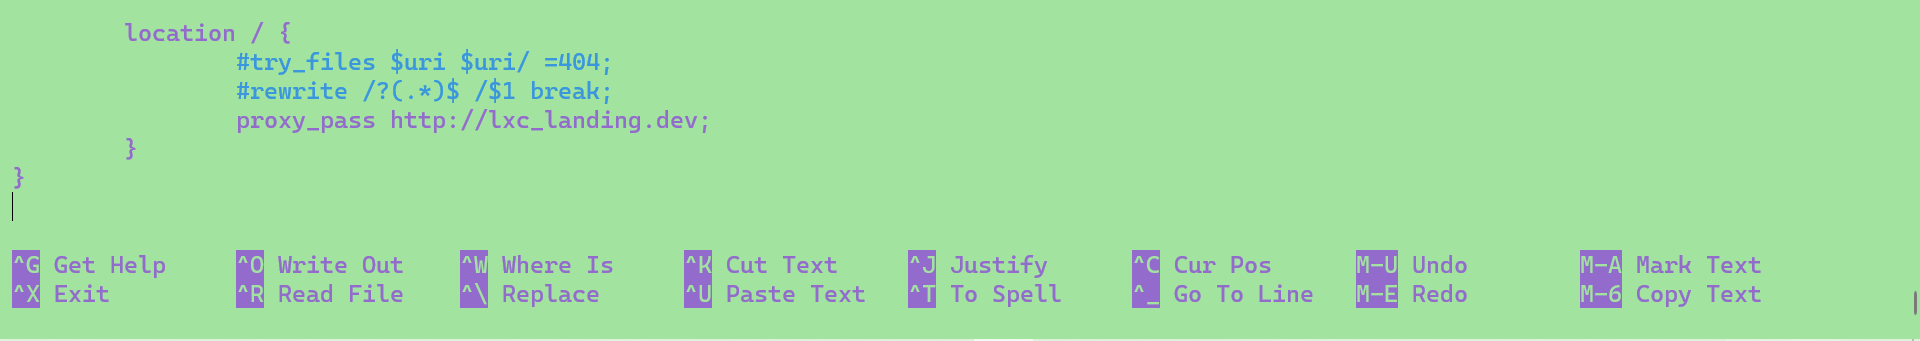 location / {
#try_files $uri $uri/ =404;
#rewrite /?(.*)$ /$1 break;
proxy_pass http://lxc_landing.dev;
}
}
^G Get Help ^O Write Out ^W Where Is ^K Cut Text ^J Justify ^C Cur Pos M-U Undo M-A Mark Text
^X Exit ^R Read File ^\ Replace ^U Paste Text ^T To Spell ^_ Go To Line M-E Redo M-6 Copy Text